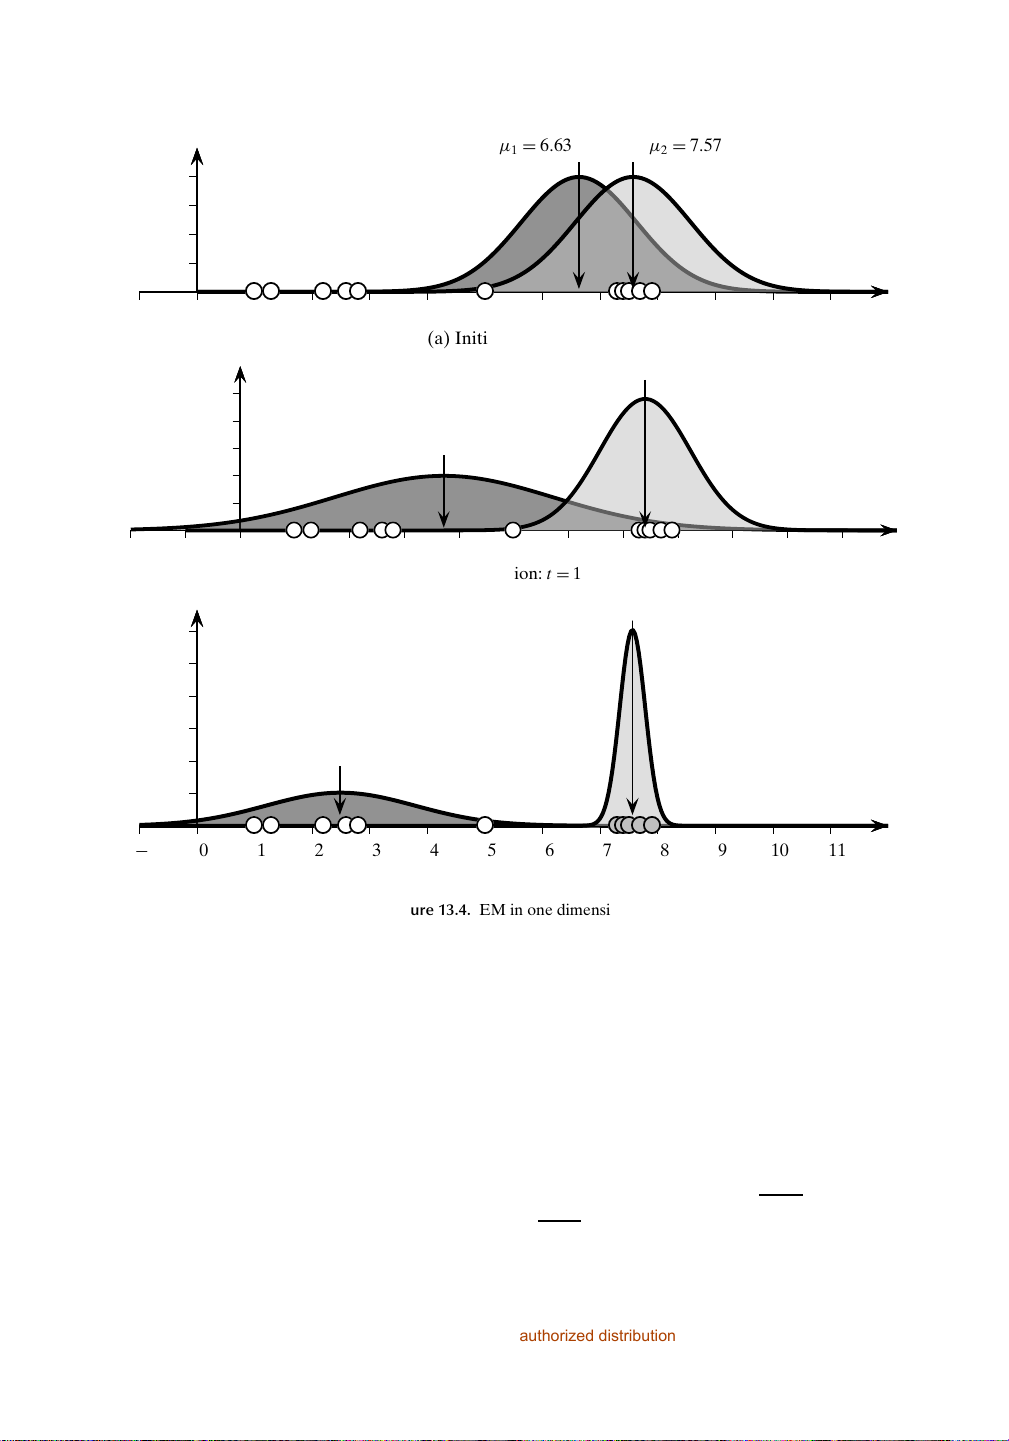 μ1 = 6.63 μ2 = 7.57
(a) Initi
ion: t = 1
− 0 1 2 3 4 5 6 7 8 9 10 11
ure 13.4. EM in one dimensi
authorized distribution